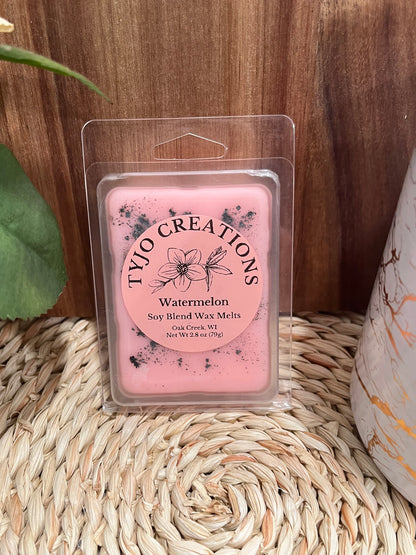 TYJO CREATIONS
Watermelon
Soy Blend Wax Melts
Oak Creek, WI
Net Wt 2.8 oz (79g)